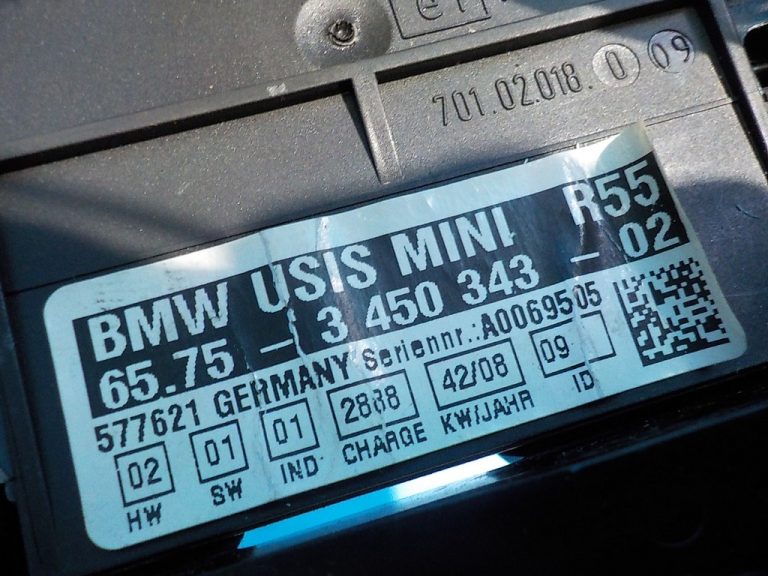 e1
701.02.018.0 09
BMW USIS MINI R55
65.75 - 3 450 343 - 02
577621 GERMANY Seriennr.:A0069505
02 01 01 2888 42/08 09
HW SW IND CHARGE KW/JAHR ID